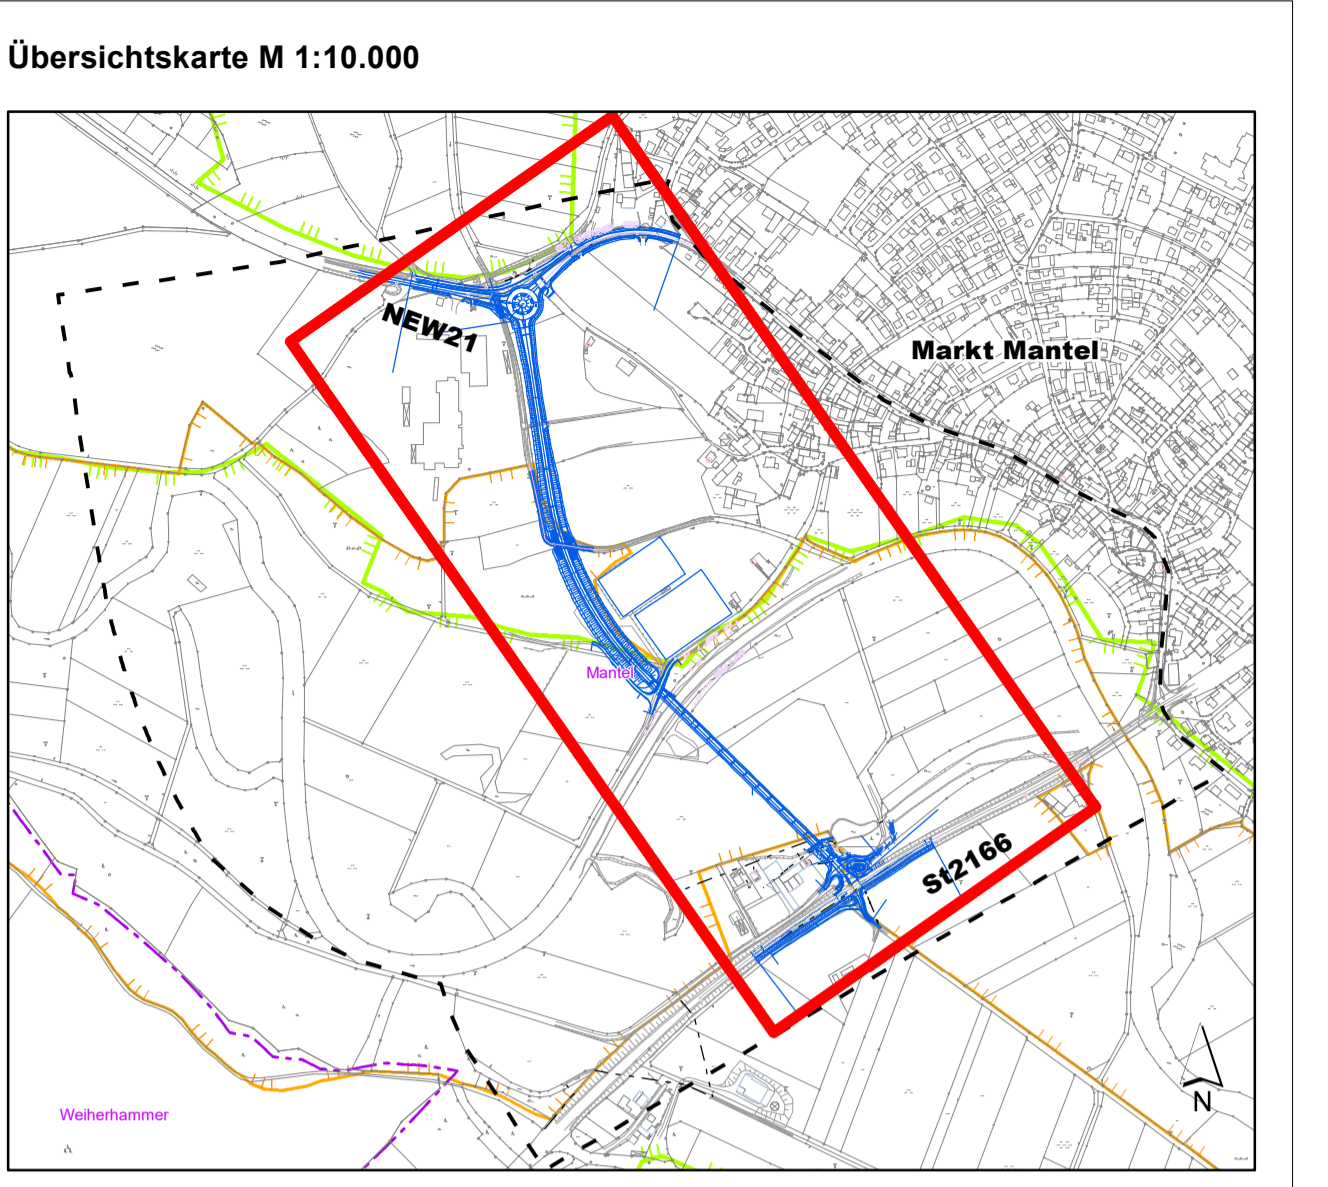 Übersichtskarte M 1:10.000
NEW21
Markt Mantel
Mantel
St2166
Weiherhammer
N